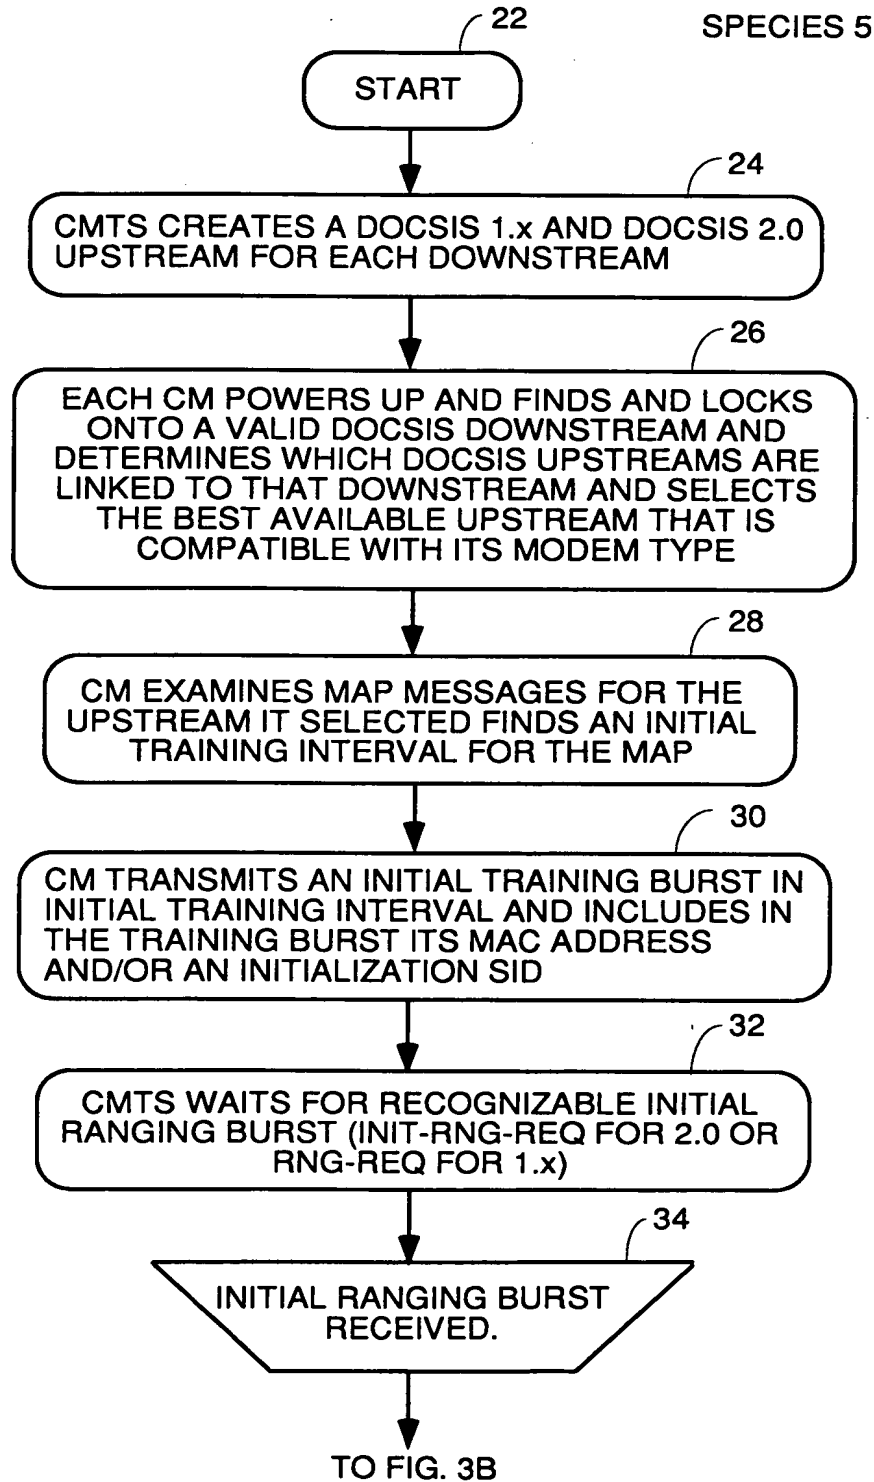 22
SPECIES 5
START
24
CMTS CREATES A DOCSIS 1.x AND DOCSIS 2.0
UPSTREAM FOR EACH DOWNSTREAM
26
EACH CM POWERS UP AND FINDS AND LOCKS
ONTO A VALID DOCSIS DOWNSTREAM AND
DETERMINES WHICH DOCSIS UPSTREAMS ARE
LINKED TO THAT DOWNSTREAM AND SELECTS
THE BEST AVAILABLE UPSTREAM THAT IS
COMPATIBLE WITH ITS MODEM TYPE
28
CM EXAMINES MAP MESSAGES FOR THE
UPSTREAM IT SELECTED FINDS AN INITIAL
TRAINING INTERVAL FOR THE MAP
30
CM TRANSMITS AN INITIAL TRAINING BURST IN
INITIAL TRAINING INTERVAL AND INCLUDES IN
THE TRAINING BURST ITS MAC ADDRESS
AND/OR AN INITIALIZATION SID
32
CMTS WAITS FOR RECOGNIZABLE INITIAL
RANGING BURST (INIT-RNG-REQ FOR 2.0 OR
RNG-REQ FOR 1.x)
34
INITIAL RANGING BURST
RECEIVED.
TO FIG. 3B